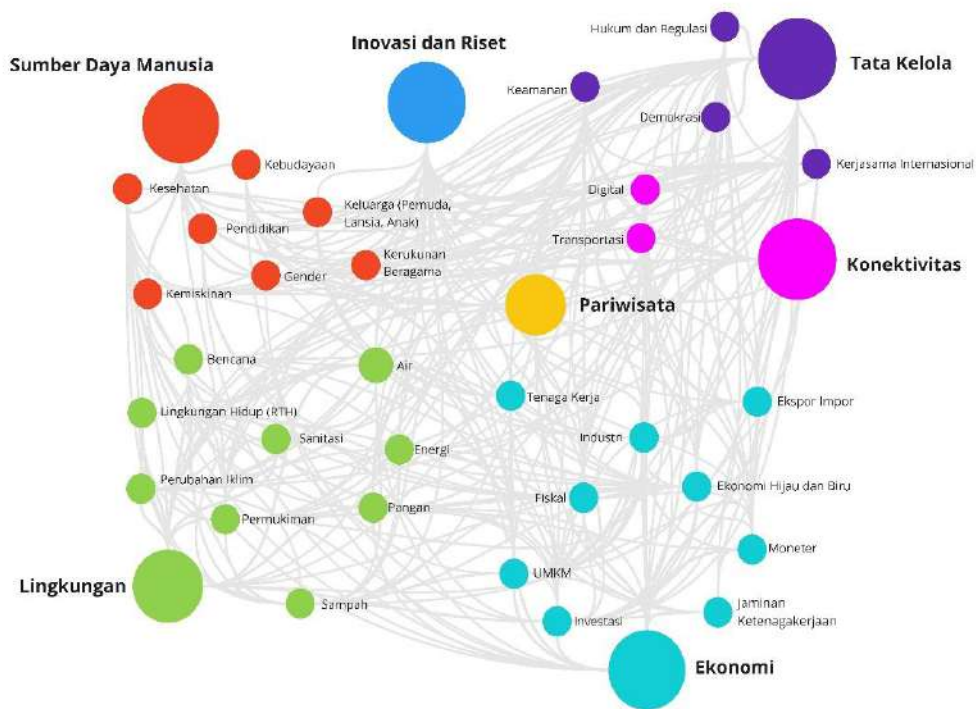 Hukum dan Regulasi
Inovasi dan Riset
Sumber Daya Manusia
Tata Kelola
Keamanan
Demokrasi
Kebudayaan
Kerjasama Internasional
Kesehatan
Digital
Keluarga (Pemuda,
Lansia, Anak)
Pendidikan
Transportasi
Kerukunan
Beragama
Gender
Konektivitas
Kemiskinan
Pariwisata
Bencana
Air
Tenaga Kerja
Ekspor Impor
Lingkungan Hidup (RTH)
Sanitasi
Industri
Energi
Perubahan Iklim
Ekonomi Hijau dan Biru
Fiskal
Pangan
Permukiman
Moneter
UMKM
Lingkungan
Sampah
Jaminan
Ketenagakerjaan
Investasi
Ekonomi